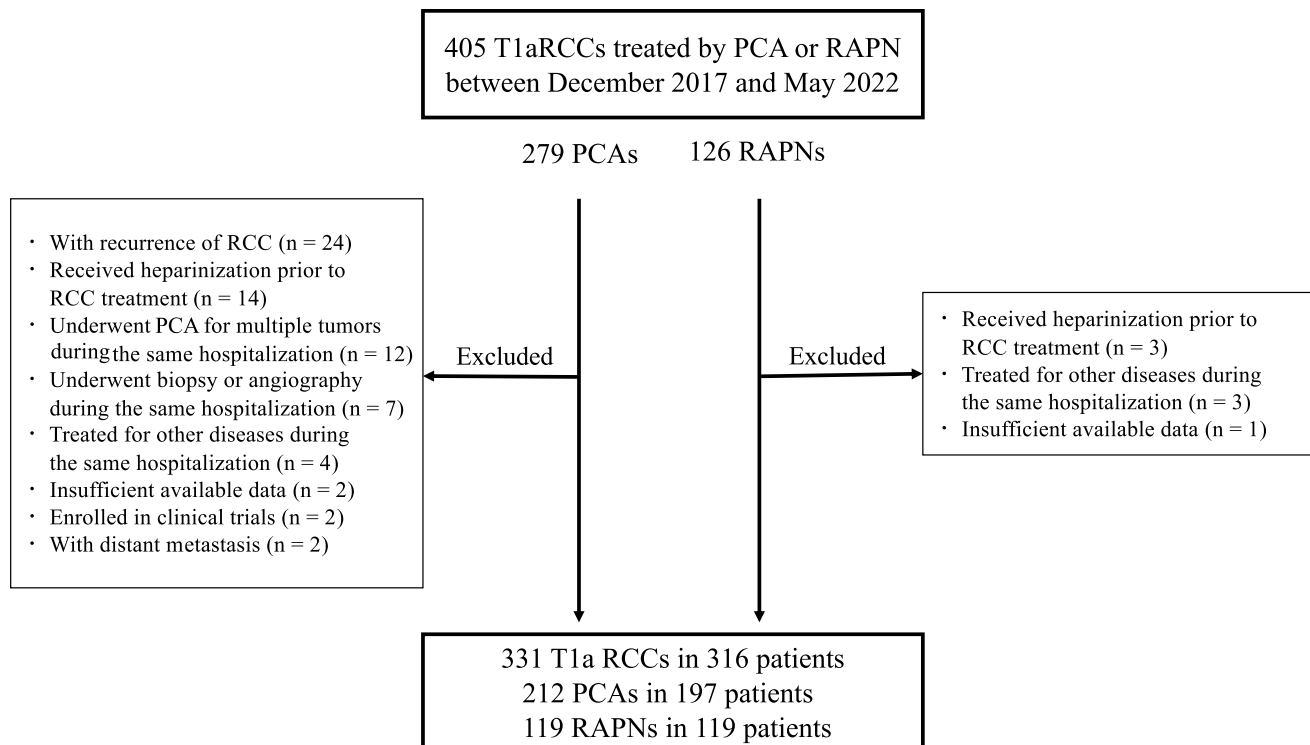 405 T1aRCCs treated by PCA or RAPN
between December 2017 and May 2022
279 PCAs
126 RAPNs
・ With recurrence of RCC (n = 24)
・ Received heparinization prior to
RCC treatment (n = 14)
・ Underwent PCA for multiple tumors
during the same hospitalization (n = 12)
・ Underwent biopsy or angiography
during the same hospitalization (n = 7)
・ Treated for other diseases during
the same hospitalization (n = 4)
・ Insufficient available data (n = 2)
・ Enrolled in clinical trials (n = 2)
・ With distant metastasis (n = 2)
Excluded
Excluded
・ Received heparinization prior to
RCC treatment (n = 3)
・ Treated for other diseases during
the same hospitalization (n = 3)
・ Insufficient available data (n = 1)
331 T1a RCCs in 316 patients
212 PCAs in 197 patients
119 RAPNs in 119 patients